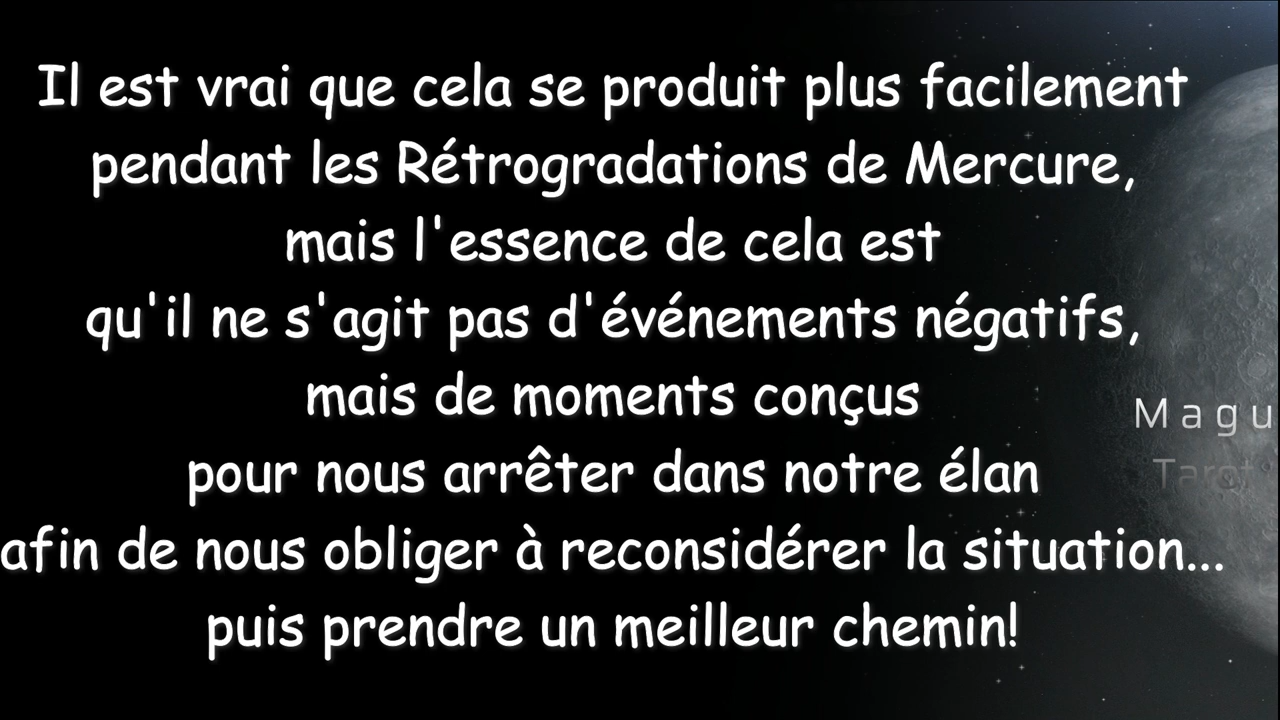 Il est vrai que cela se produit plus facilement
pendant les Rétrogradations de Mercure,
mais l'essence de cela est
qu'il ne s'agit pas d'événements négatifs,
mais de moments conçus
pour nous arrêter dans notre élan
afin de nous obliger à reconsidérer la situation...
puis prendre un meilleur chemin!
Magu
Tarot